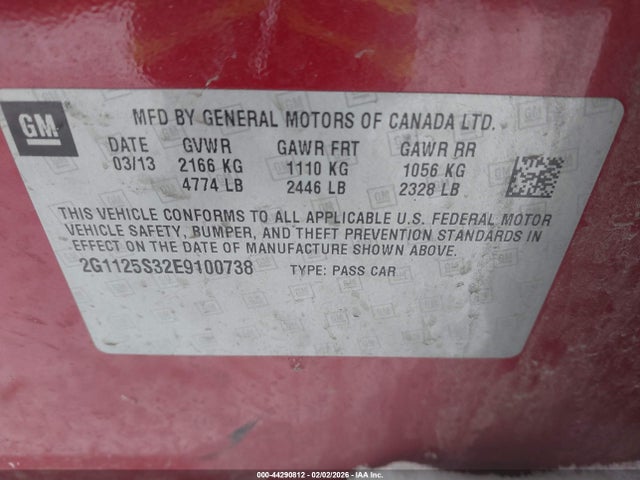 GM
MFD BY GENERAL MOTORS OF CANADA LTD.
DATE GVWR GAWR FRT GAWR RR
03/13 2166 KG 1110 KG 1056 KG
4774 LB 2446 LB 2328 LB
THIS VEHICLE CONFORMS TO ALL APPLICABLE U.S. FEDERAL MOTOR
VEHICLE SAFETY, BUMPER, AND THEFT PREVENTION STANDARDS IN
EFFECT ON THE DATE OF MANUFACTURE SHOWN ABOVE.
2G1125S32E9100738 TYPE: PASS CAR
000-44290812 - 02/02/2026 - IAA Inc.